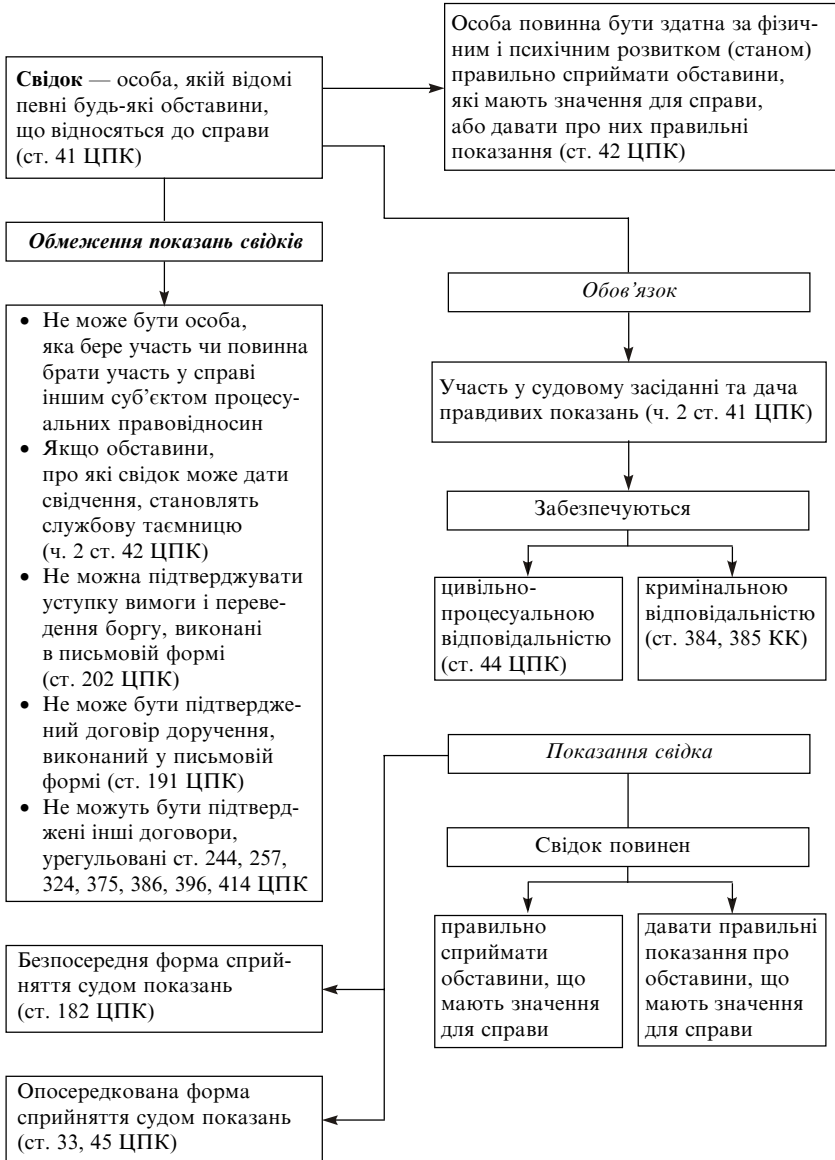 Свідок — особа, якій відомі
певні будь-які обставини,
що відносяться до справи
(ст. 41 ЦПК)
Особа повинна бути здатна за фізич-
ним і психічним розвитком (станом)
правильно сприймати обставини,
які мають значення для справи,
або давати про них правильні
показання (ст. 42 ЦПК)
Обмеження показань свідків
• Не може бути особа,
яка бере участь чи повинна
брати участь у справі
іншим суб’єктом процесу-
альних правовідносин
• Якщо обставини,
про які свідок може дати
свідчення, становлять
службову таємницю
(ч. 2 ст. 42 ЦПК)
• Не можна підтверджувати
уступку вимоги і переве-
дення боргу, виконані
в письмовій формі
(ст. 202 ЦПК)
• Не може бути підтвердже-
ний договір доручення,
виконаний у письмовій
формі (ст. 191 ЦПК)
• Не можуть бути підтверд-
жені інші договори,
урегульовані ст. 244, 257,
324, 375, 386, 396, 414 ЦПК
Обов’язок
Участь у судовому засіданні та дача
правдивих показань (ч. 2 ст. 41 ЦПК)
Забезпечуються
цивільно-
процесуальною
відповідальністю
(ст. 44 ЦПК)
кримінальною
відповідальністю
(ст. 384, 385 КК)
Показання свідка
Свідок повинен
правильно
сприймати
обставини, що
мають значення
для справи
давати правильні
показання про
обставини, що
мають значення
для справи
Безпосередня форма сприй-
няття судом показань
(ст. 182 ЦПК)
Опосередкована форма
сприйняття судом показань
(ст. 33, 45 ЦПК)